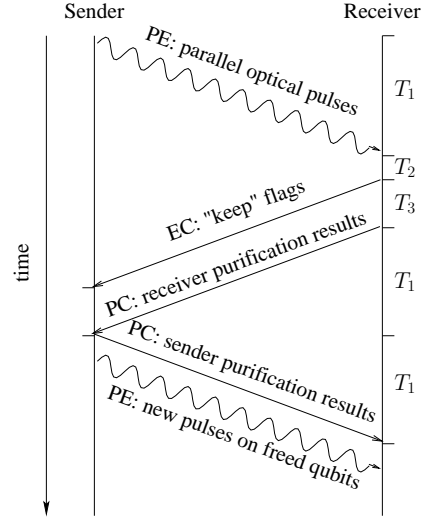 Sender
Receiver
PE: parallel optical pulses
T1
T2
EC: "keep" flags
T3
PC: receiver purification results
time
T1
PC: sender purification results
T1
PE: new pulses on freed qubits